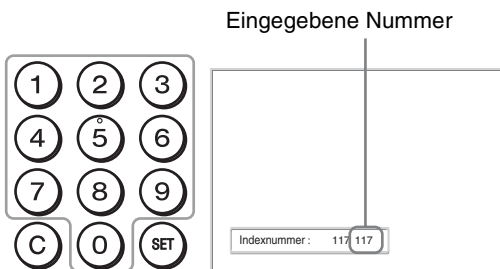 Eingegebene Nummer
1 2 3
4 5 6
7 8 9
C 0 SET
Indexnummer : 117 117